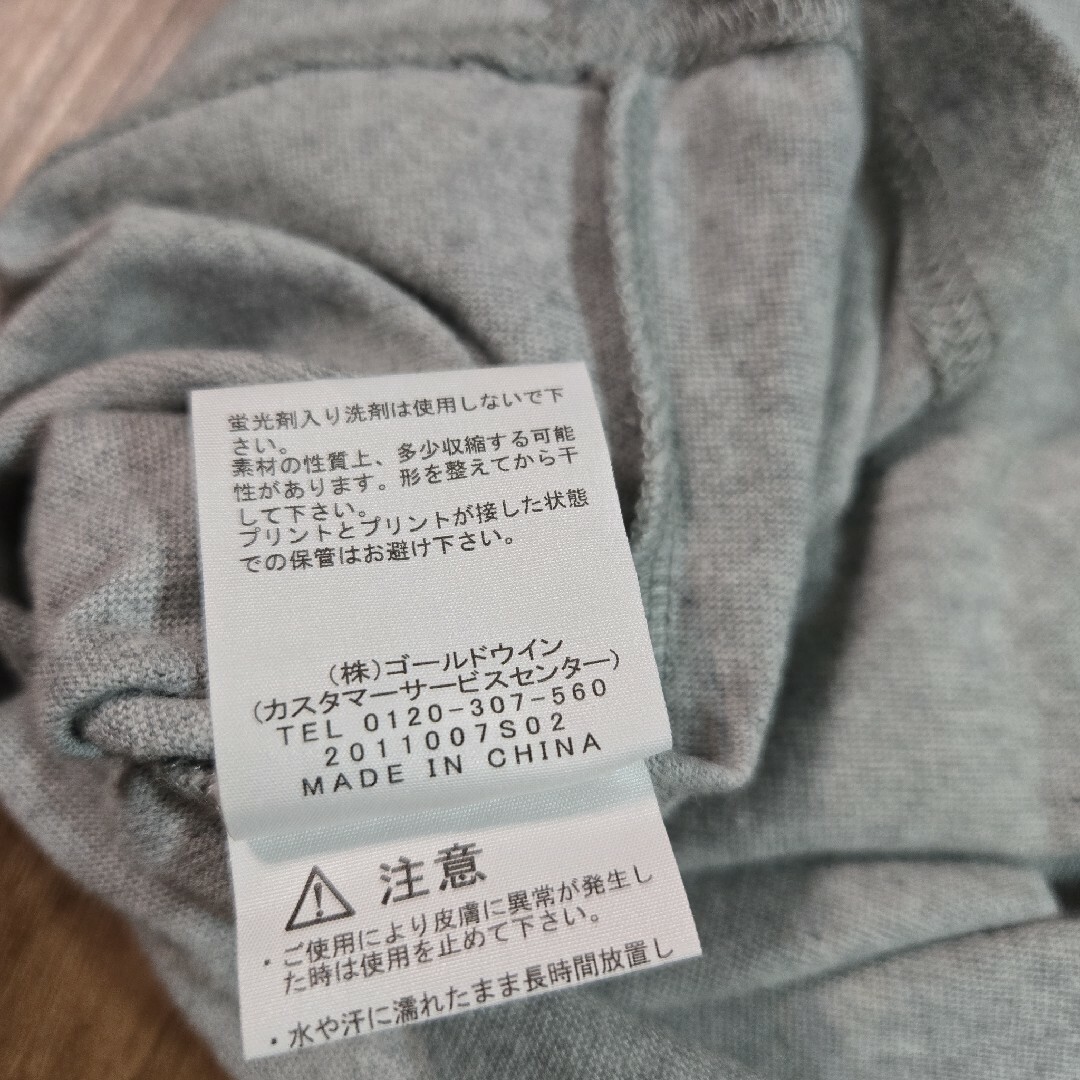 蛍光剤入り洗剤は使用しないで下
さい。
素材の性質上、多少収縮する可能
性があります。形を整えてから干
して下さい。
プリントとプリントが接した状態
での保管はお避け下さい。
(株)ゴールドウイン
(カスタマーサービスセンター)
TEL 0120-307-560
2011007S02
MADE IN CHINA
注意
・ご使用により皮膚に異常が発生し
た時は使用を止めて下さい。
・水や汗に濡れたまま長時間放置し